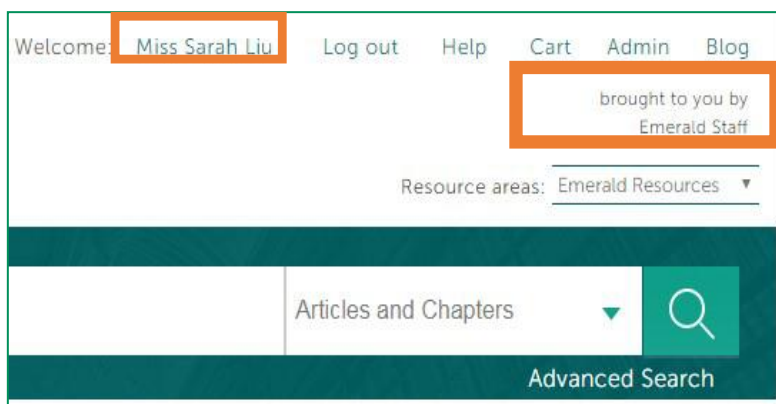 Welcome: Miss Sarah Liu Log out Help Cart Admin Blog
brought to you by
Emerald Staff
Resource areas: Emerald Resources
Articles and Chapters
Advanced Search